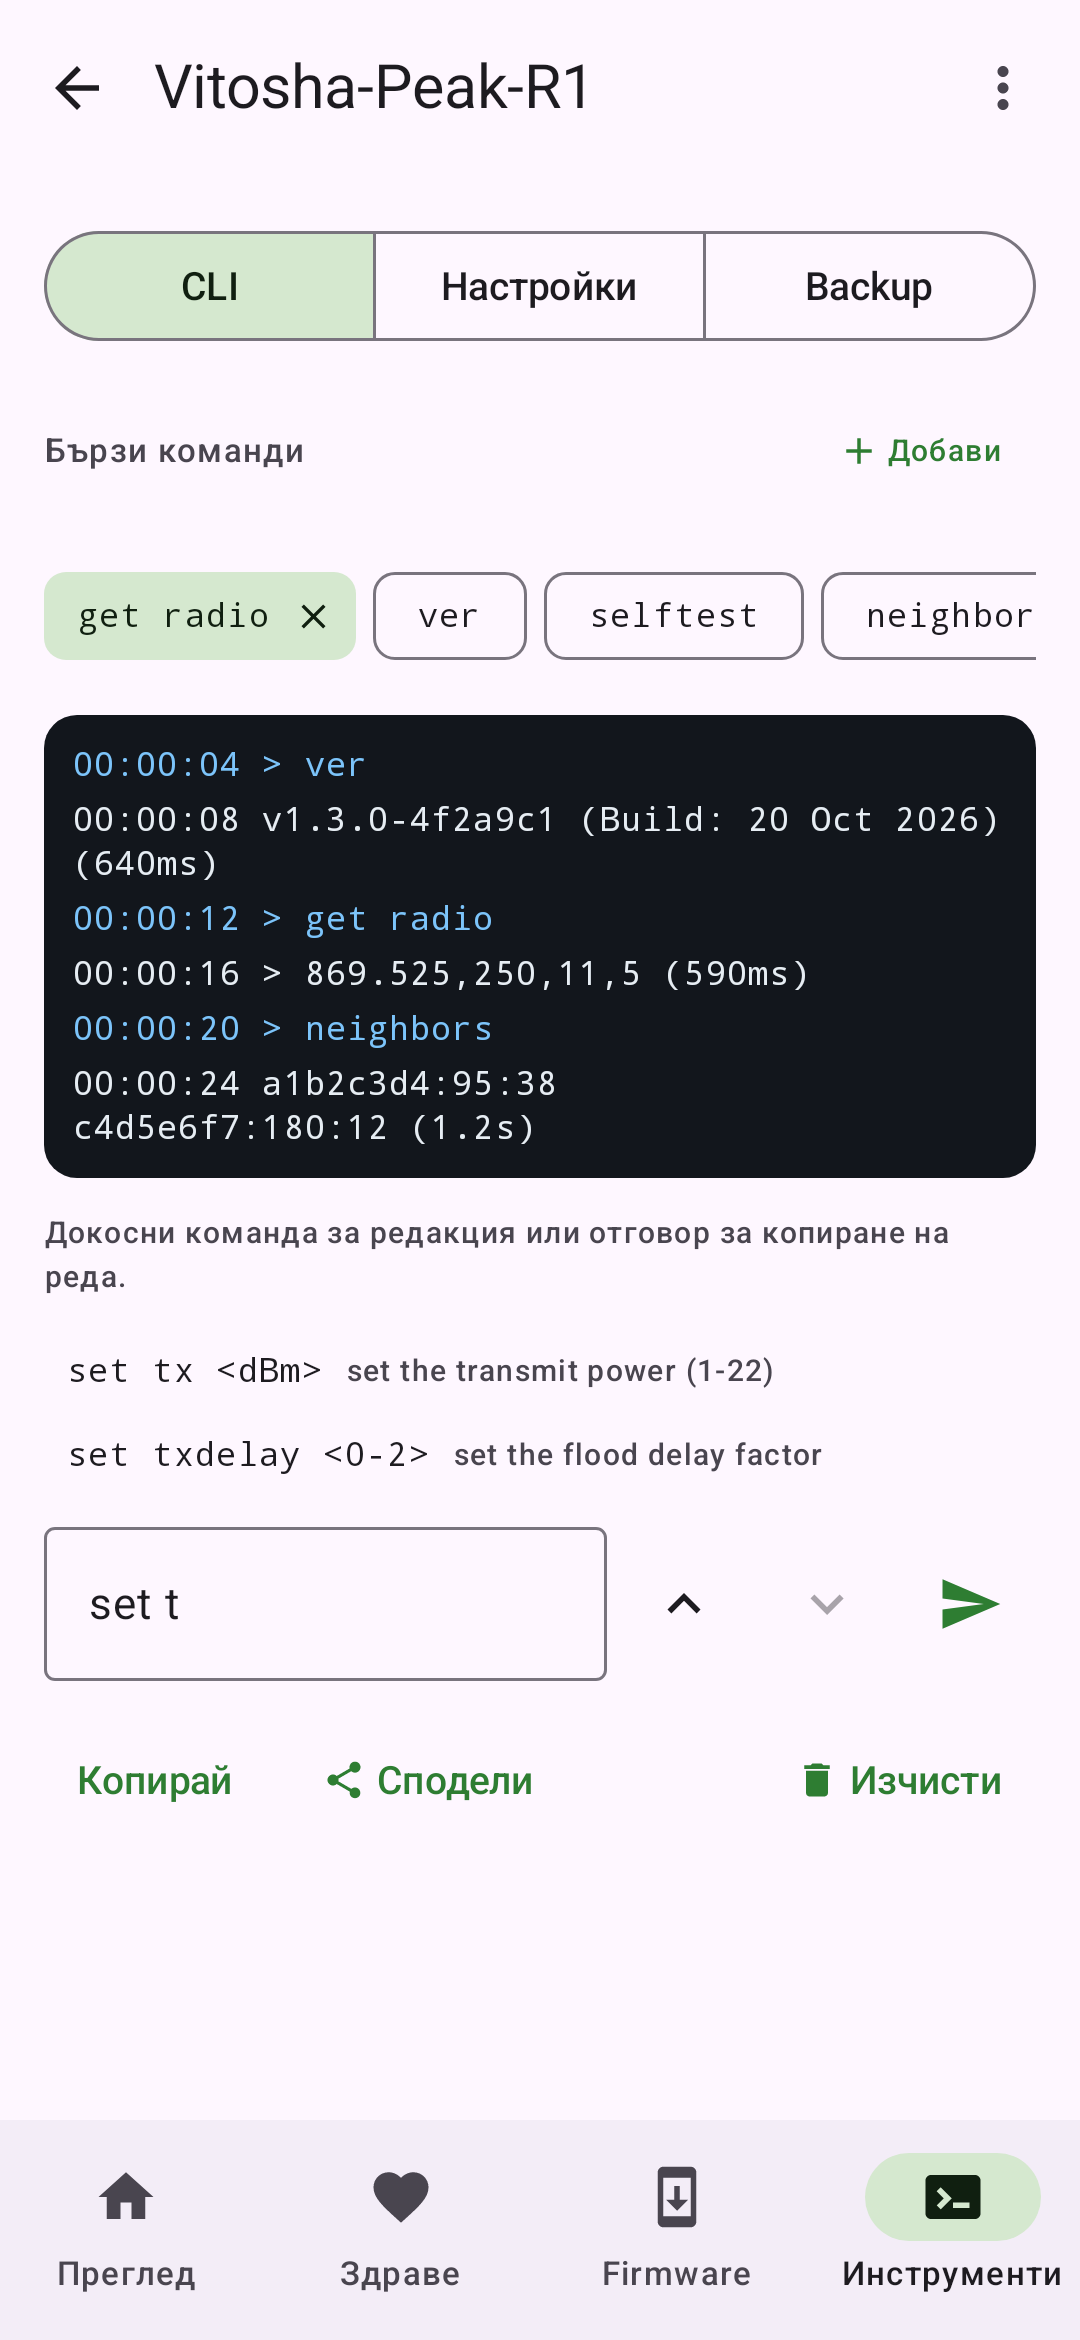 Vitosha-Peak-R1
CLI Настройки Backup
Бързи команди + Добави
get radio ver selftest neighbor
00:00:04 > ver
00:00:08 v1.3.0-4f2a9c1 (Build: 20 Oct 2026)
(640ms)
00:00:12 > get radio
00:00:16 > 869.525,250,11,5 (590ms)
00:00:20 > neighbors
00:00:24 a1b2c3d4:95:38
c4d5e6f7:180:12 (1.2s)
Докосни команда за редакция или отговор за копиране на
реда.
set tx <dBm> set the transmit power (1-22)
set txdelay <0-2> set the flood delay factor
set t
Копирай Сподели Изчисти
Преглед Здраве Firmware Инструменти